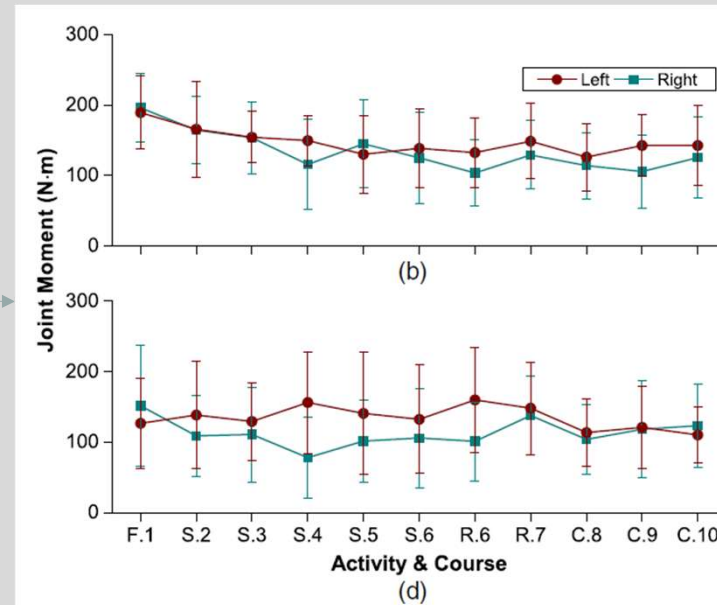 300
200
100
0
Left Right
(b)
Joint Moment (N·m)
300
200
100
0
F.1 S.2 S.3 S.4 S.5 S.6 R.6 R.7 C.8 C.9 C.10
Activity & Course
(d)